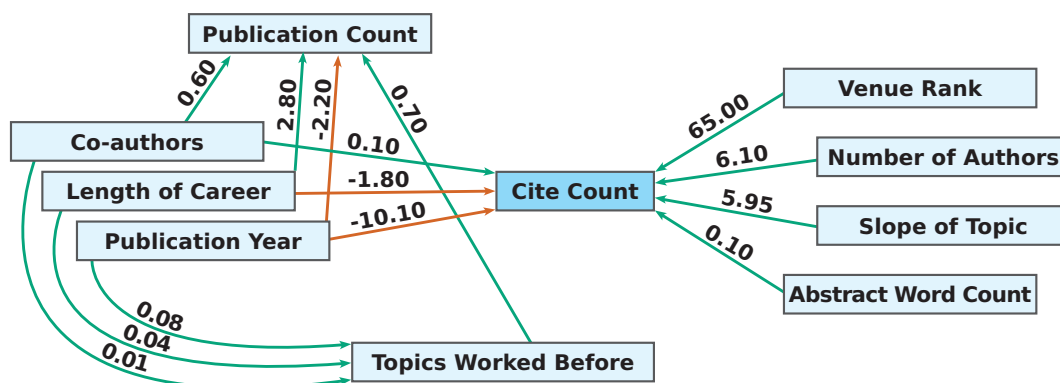 Publication Count
0.60
2.80
-2.20
0.70
Co-authors
0.10
Length of Career
-1.80
Publication Year
-10.10
Cite Count
Venue Rank
65.00
Number of Authors
6.10
5.95
Slope of Topic
0.10
Abstract Word Count
0.08
0.04
0.01
Topics Worked Before